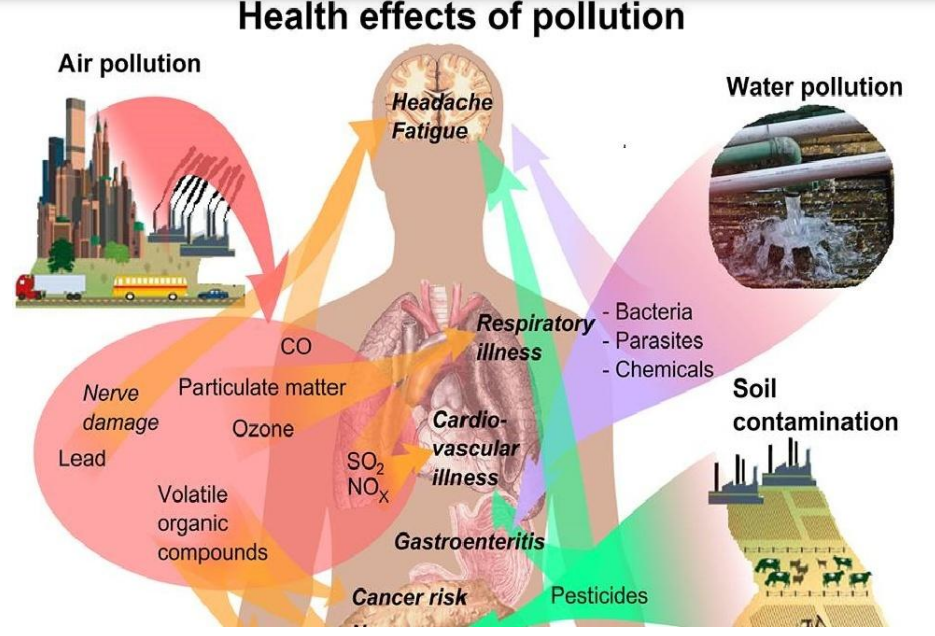 Health effects of pollution
Air pollution
Water pollution
Headache
Fatigue
- Bacteria
- Parasites
- Chemicals
Respiratory
illness
CO
Particulate matter
Nerve
damage
Ozone
Lead
Soil
contamination
Cardio-
vascular
illness
SO₂
NOₓ
Volatile
organic
compounds
Gastroenteritis
Cancer risk
Pesticides